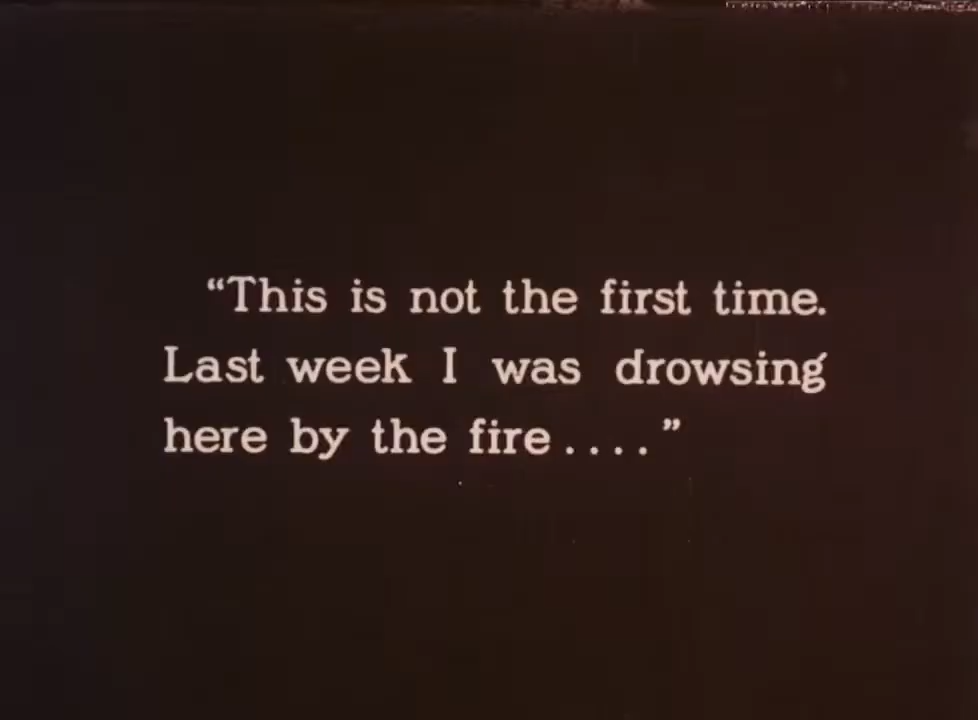 “This is not the first time.
Last week I was drowsing
here by the fire....”